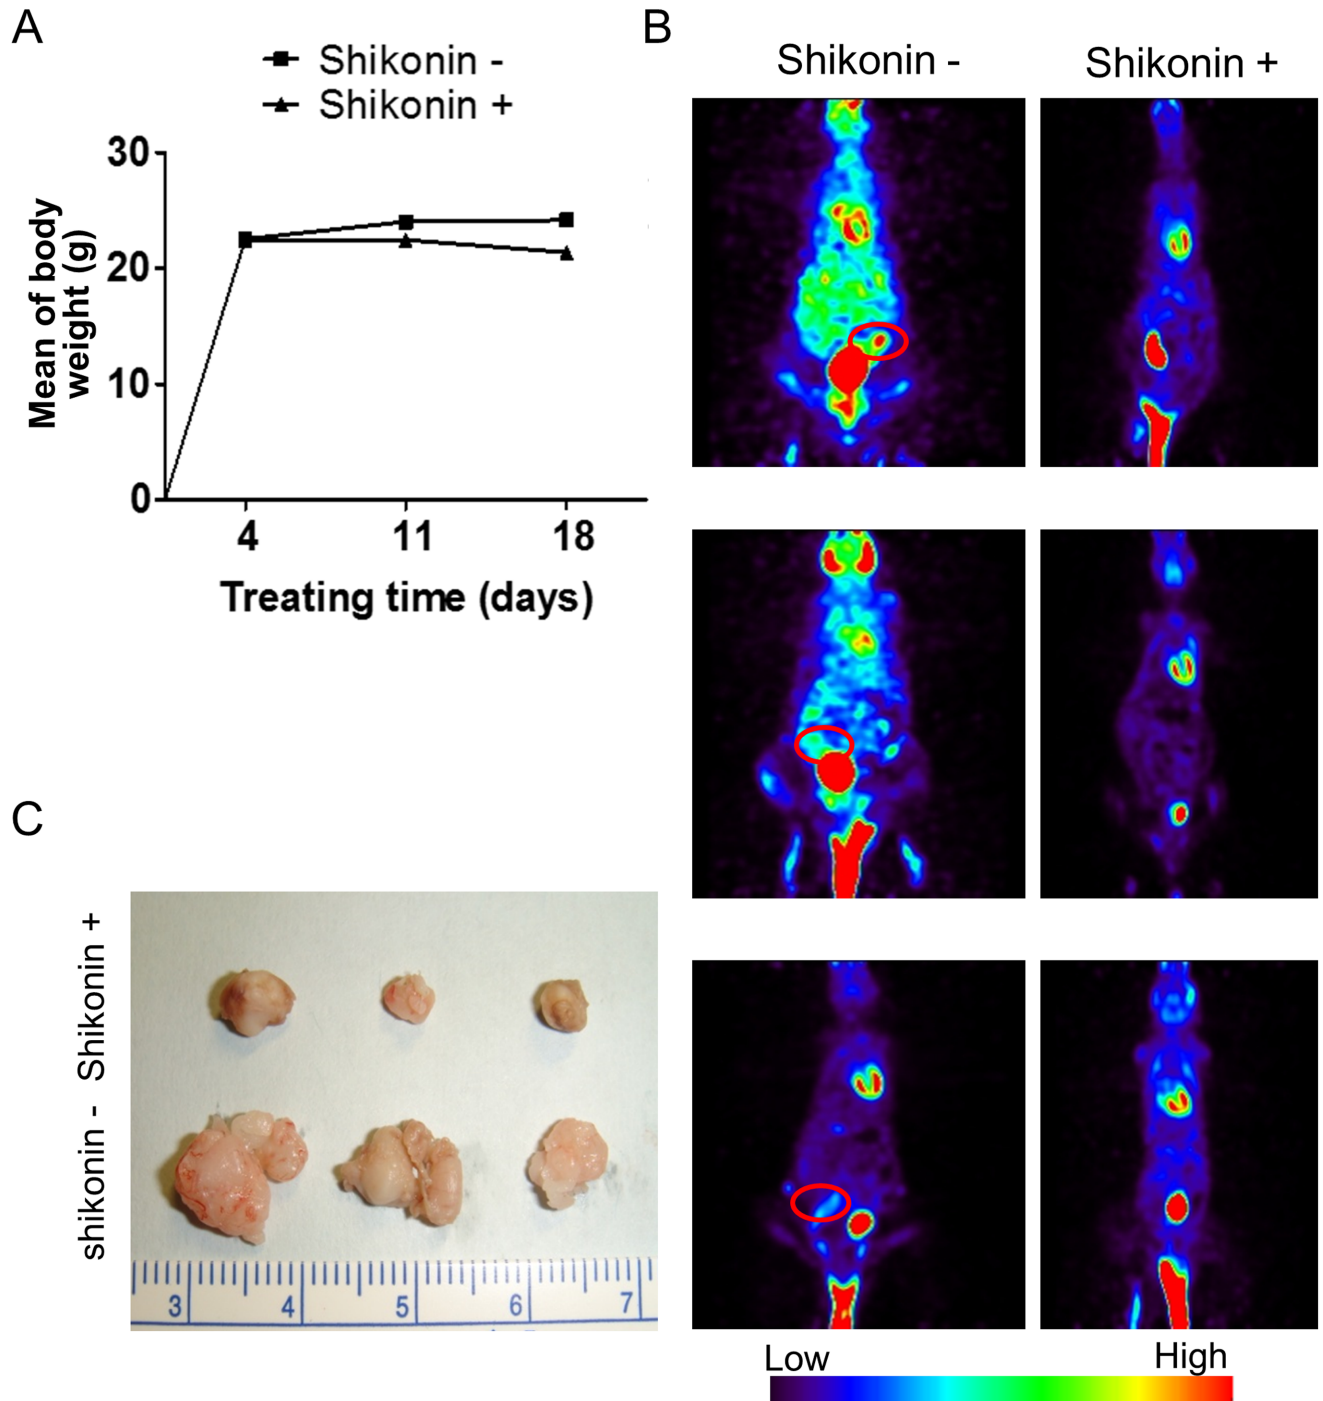 A
Shikonin -
Shikonin +
30
20
10
0
Mean of body
weight (g)
4 11 18
Treating time (days)
B
Shikonin - Shikonin +
Low High
C
shikonin - Shikonin +
3 4 5 6 7